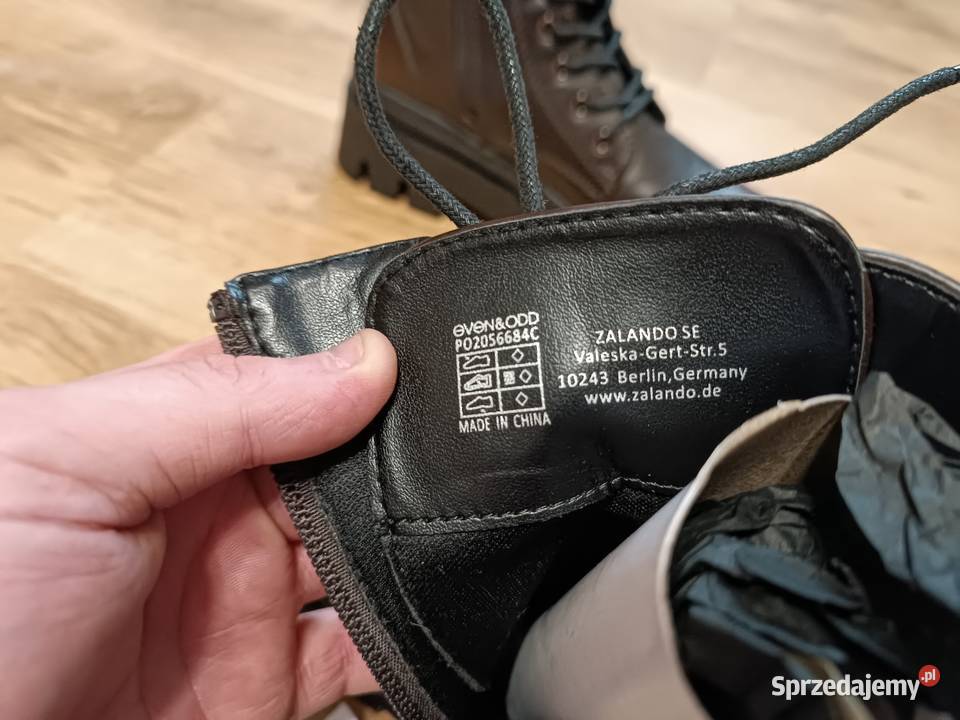 even&odd
PO2056684C
MADE IN CHINA
ZALANDO SE
Valeska-Gert-Str.5
10243 Berlin,Germany
www.zalando.de
Sprzedajemy.pl